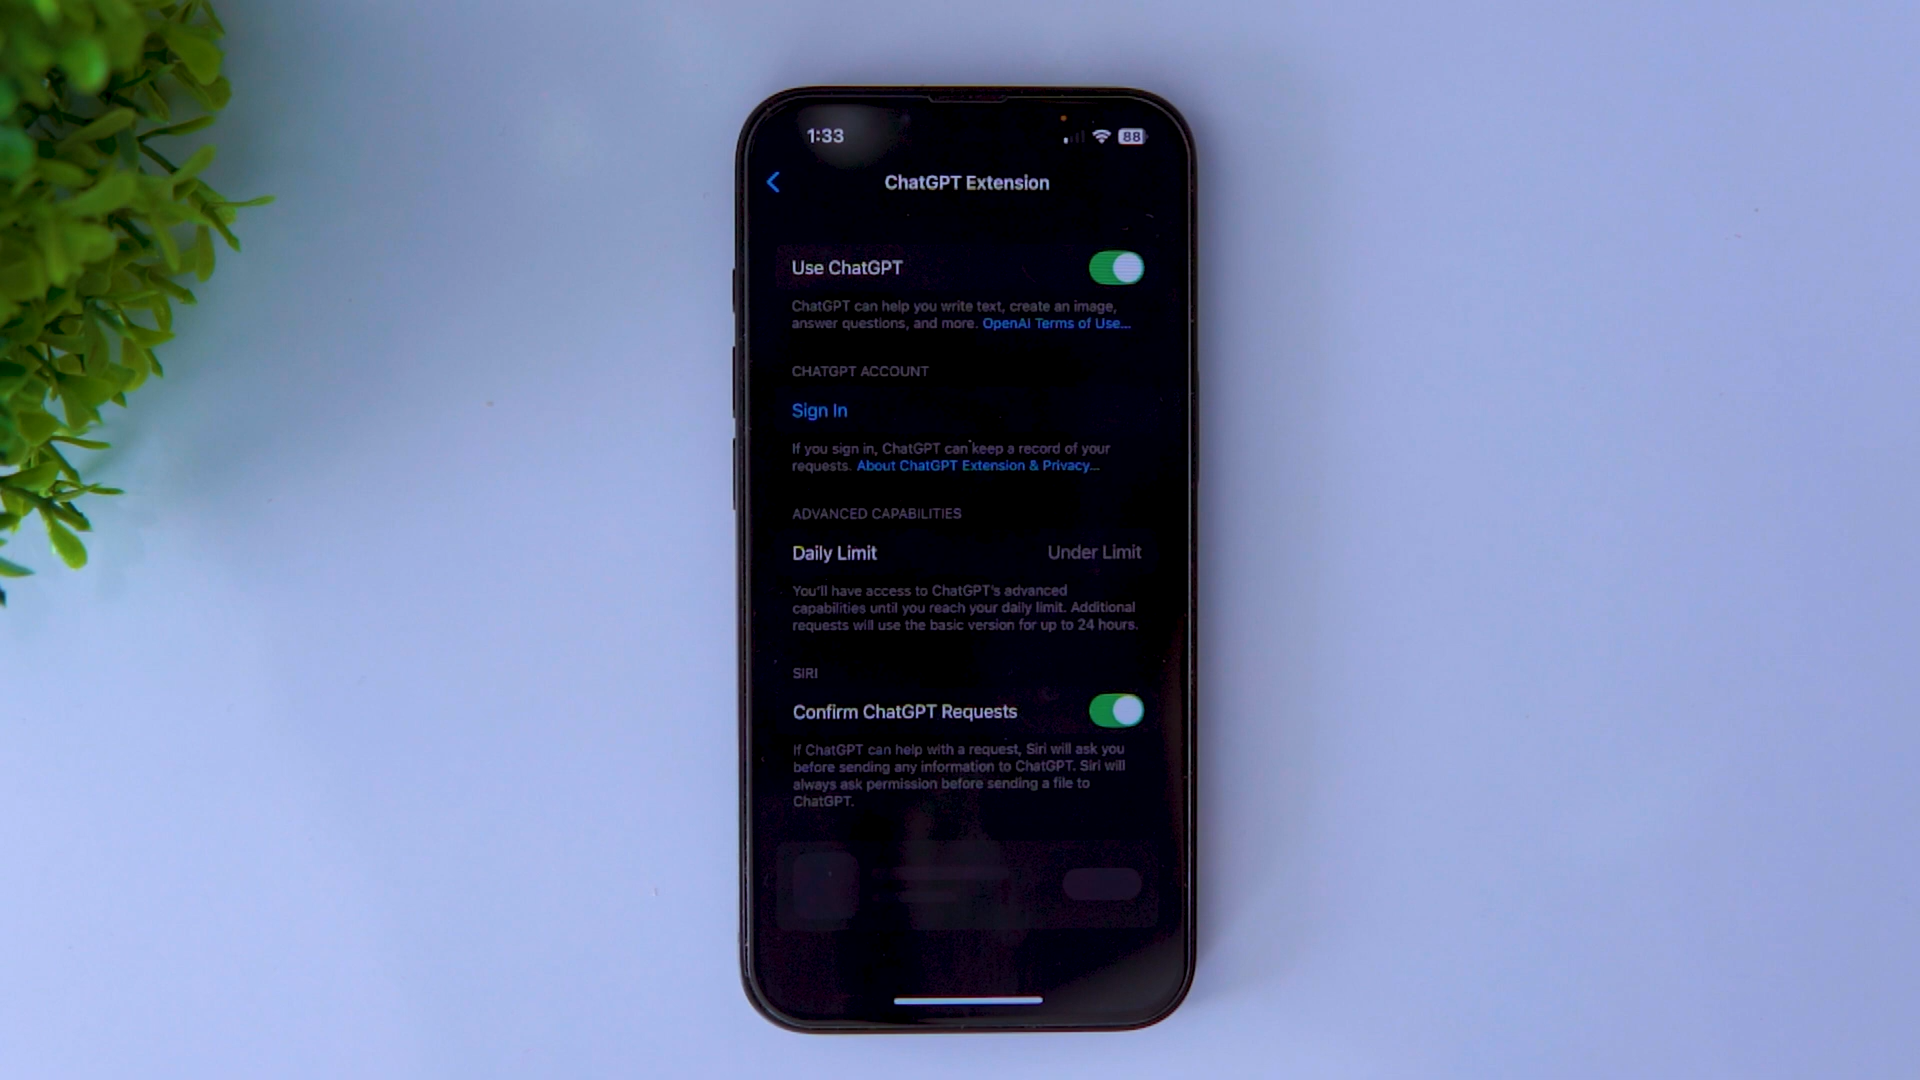 1:33
88
ChatGPT Extension
Use ChatGPT
ChatGPT can help you write text, create an image,
answer questions, and more. OpenAI Terms of Use...
CHATGPT ACCOUNT
Sign In
If you sign in, ChatGPT can keep a record of your
requests. About ChatGPT Extension & Privacy...
ADVANCED CAPABILITIES
Daily Limit
Under Limit
You'll have access to ChatGPT's advanced
capabilities until you reach your daily limit. Additional
requests will use the basic version for up to 24 hours.
SIRI
Confirm ChatGPT Requests
If ChatGPT can help with a request, Siri will ask you
before sending any information to ChatGPT. Siri will
always ask permission before sending a file to
ChatGPT.